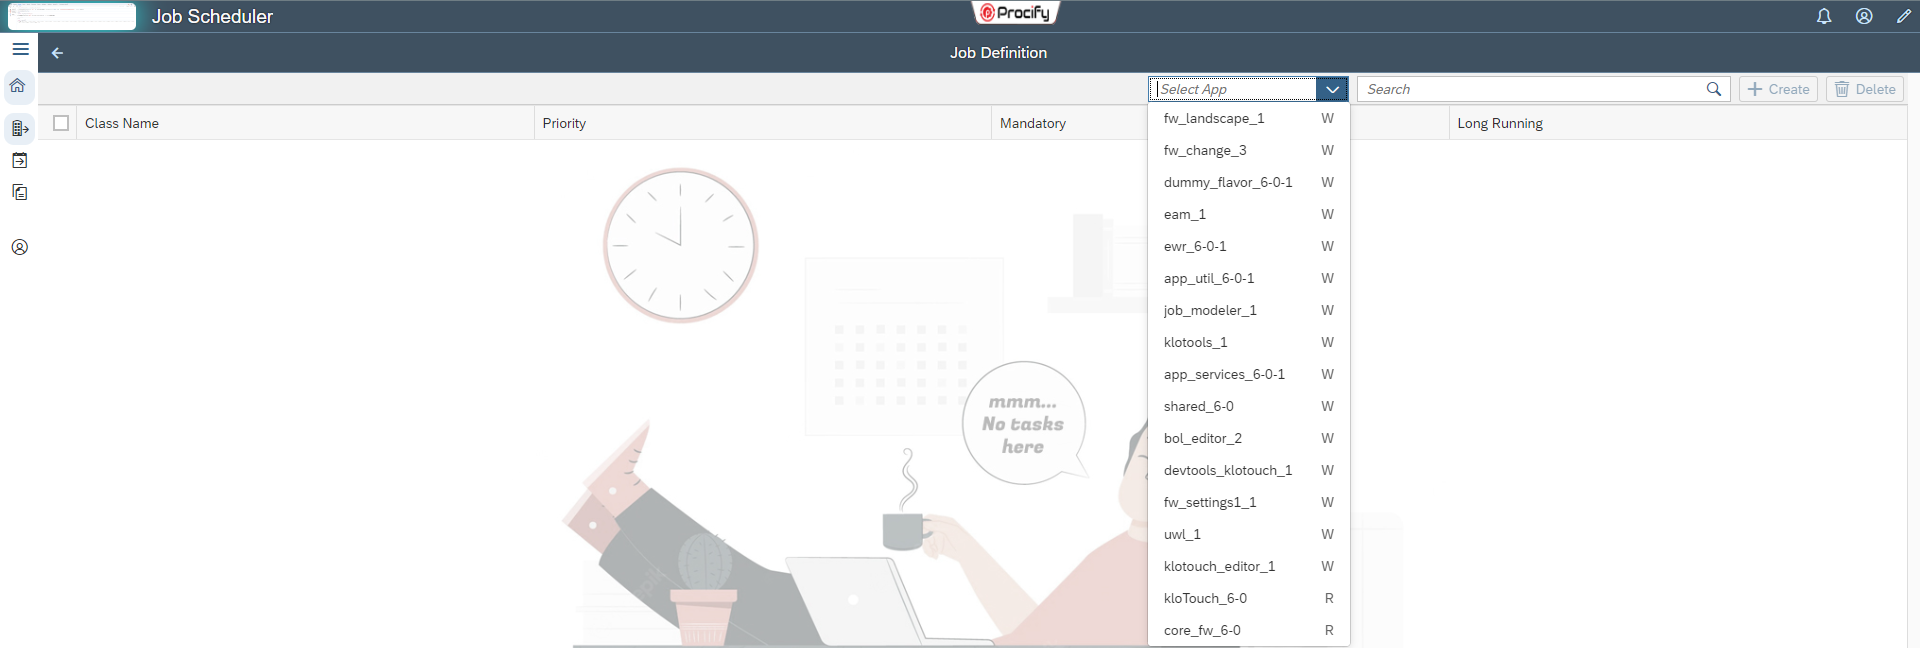 Job Scheduler
Procify
Job Definition
Select App
Search
Create
Delete
Class Name
Priority
Mandatory
Long Running
fw_landscape_1 W
fw_change_3 W
dummy_flavor_6-0-1 W
eam_1 W
ewr_6-0-1 W
app_util_6-0-1 W
job_modeler_1 W
klotools_1 W
app_services_6-0-1 W
shared_6-0 W
bol_editor_2 W
devtools_klotouch_1 W
fw_settings1_1 W
uwl_1 W
klotouch_editor_1 W
kloTouch_6-0 R
core_fw_6-0 R
mmm...
No tasks
here